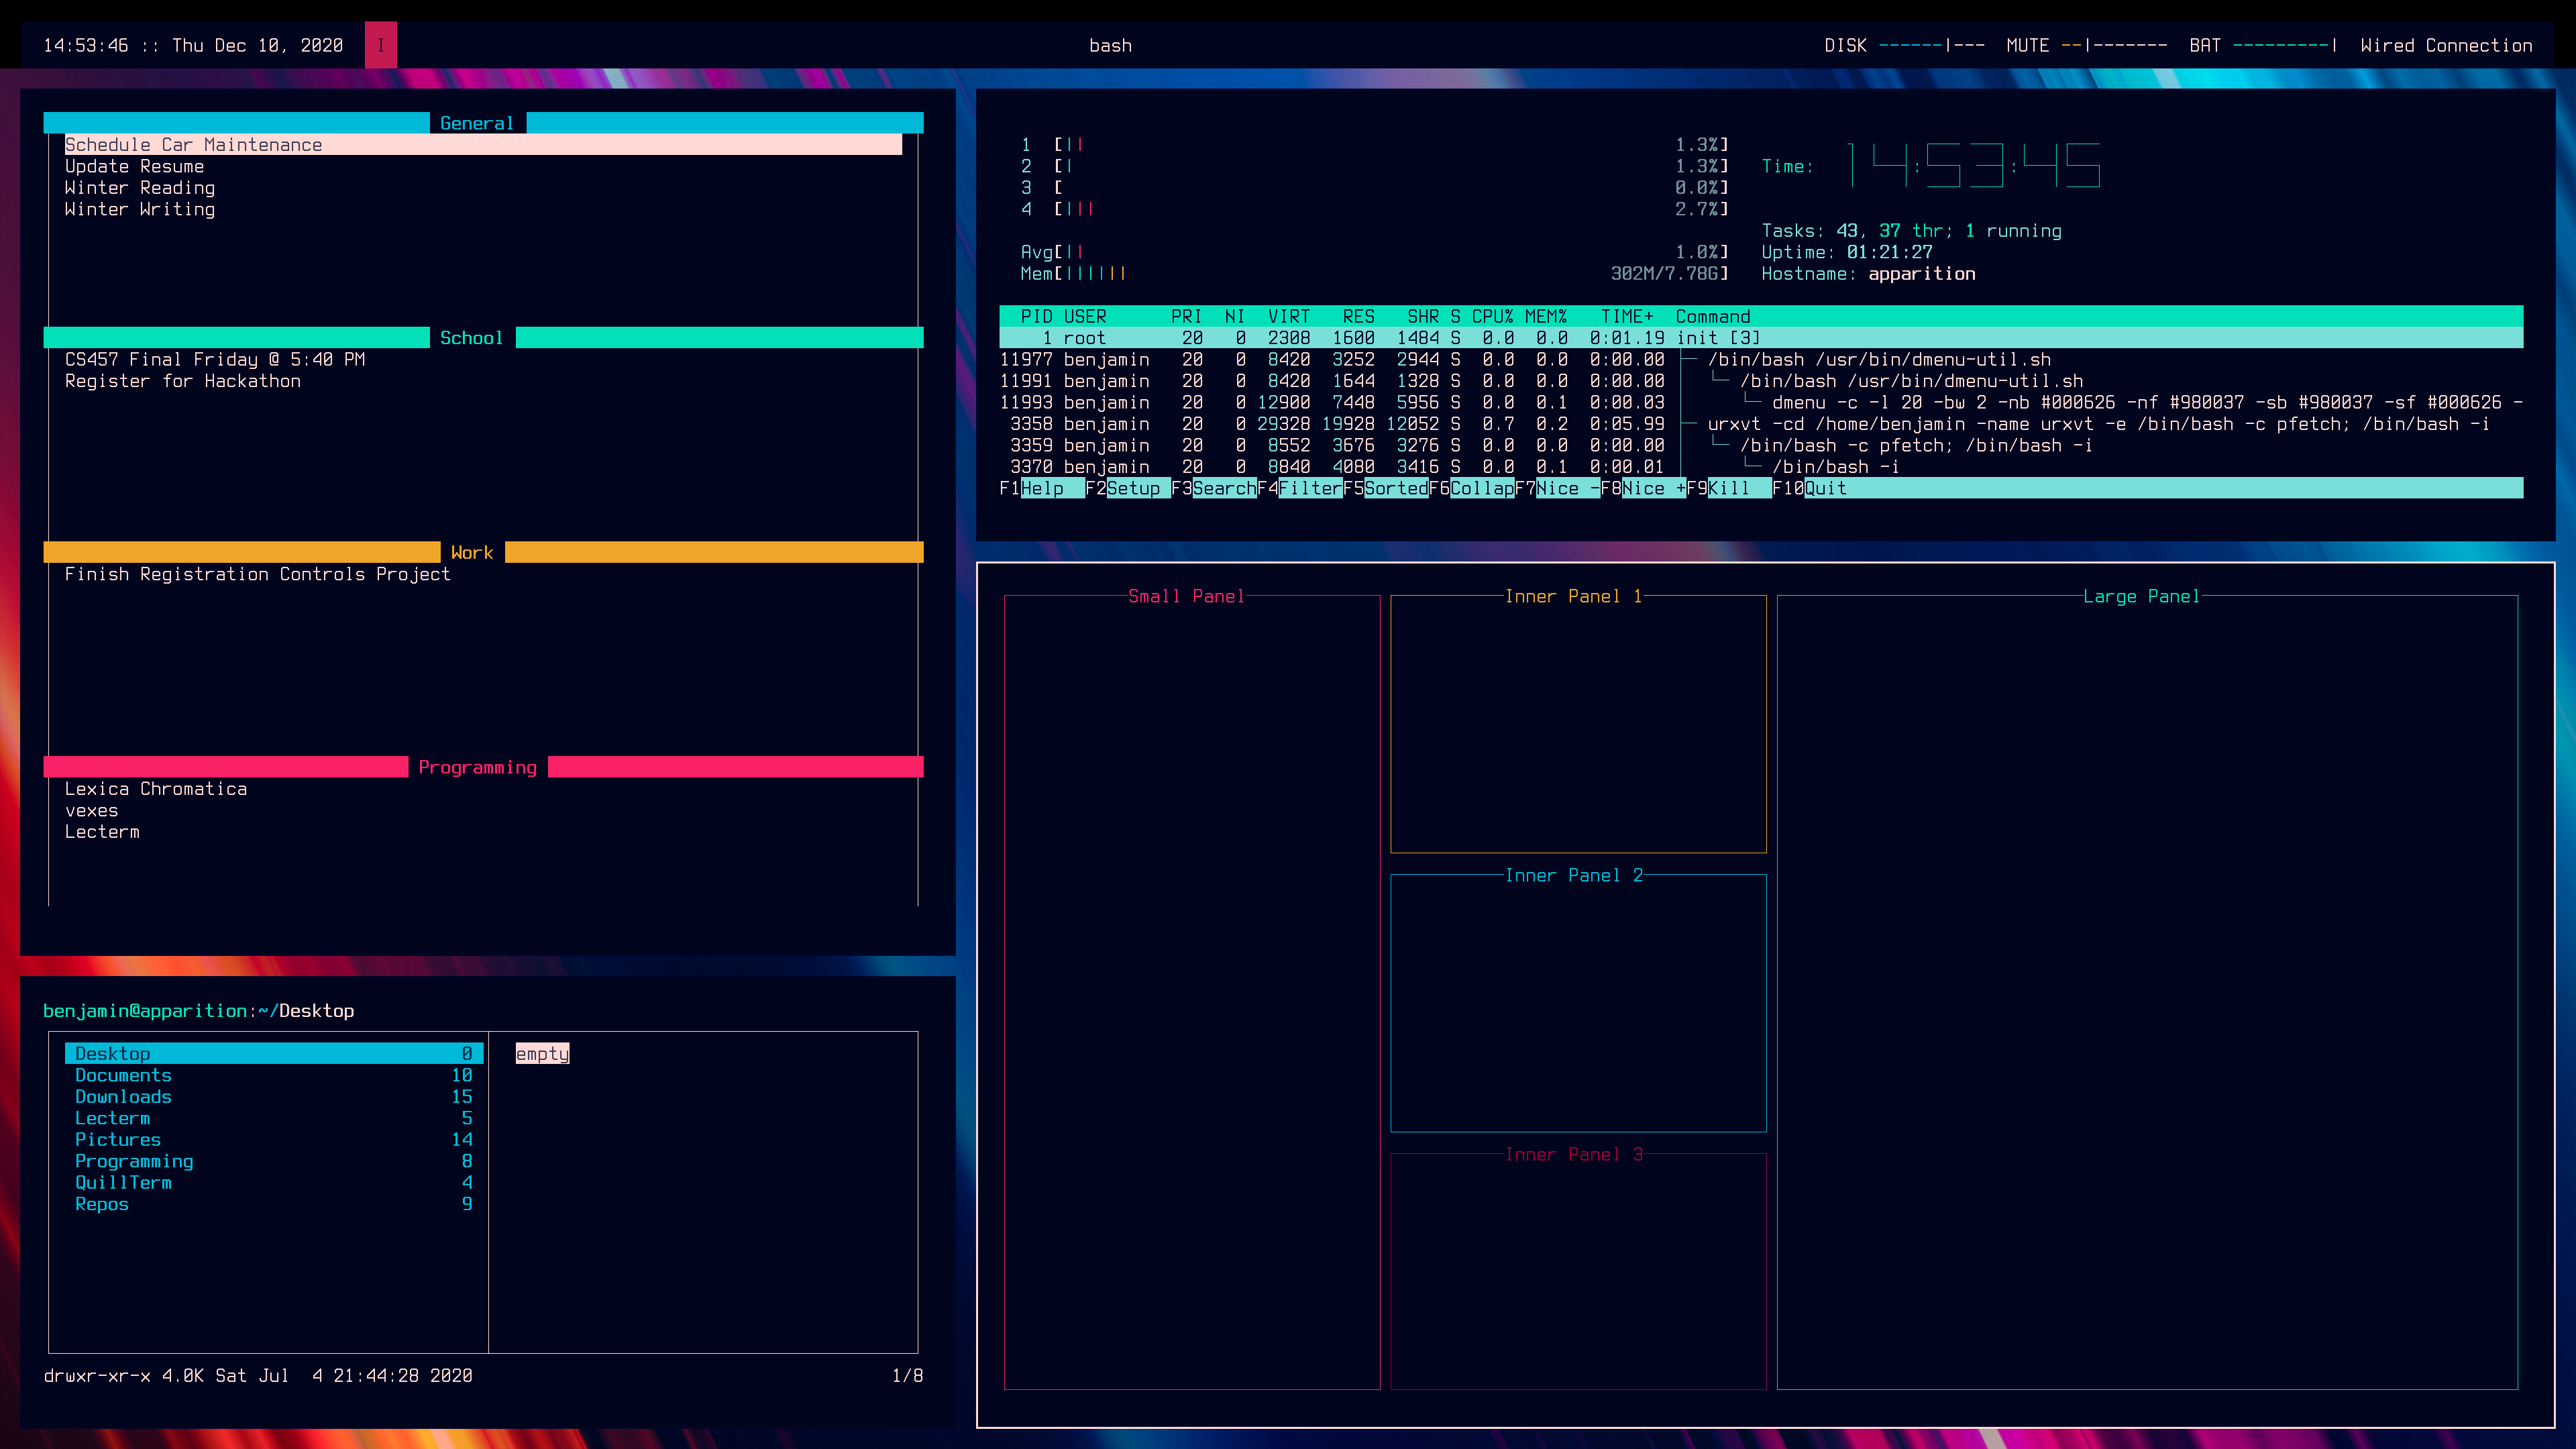 14:53:46 :: Thu Dec 10, 2020 I bash DISK ------|--- MUTE --|------- BAT ---------| Wired Connection
General
Schedule Car Maintenance
Update Resume
Winter Reading
Winter Writing
School
CS457 Final Friday @ 5:40 PM
Register for Hackathon
Work
Finish Registration Controls Project
Programming
Lexica Chromatica
vexes
Lecterm
benjamin@apparition:~/Desktop
Desktop 0 empty
Documents 10
Downloads 15
Lecterm 5
Pictures 14
Programming 8
QuillTerm 4
Repos 9
drwxr-xr-x 4.0K Sat Jul  4 21:44:28 2020 1/8
1 [|| 1.3%]
2 [| 1.3%]
3 [ 0.0%]
4 [||| 2.7%]
Avg[|| 1.0%]
Mem[|||||| 302M/7.78G]
Time: 14:53:45
Tasks: 43, 37 thr; 1 running
Uptime: 01:21:27
Hostname: apparition
PID USER PRI NI VIRT RES SHR S CPU% MEM% TIME+ Command
1 root 20 0 2308 1600 1484 S 0.0 0.0 0:01.19 init [3]
11977 benjamin 20 0 8420 3252 2944 S 0.0 0.0 0:00.00 ├─ /bin/bash /usr/bin/dmenu-util.sh
11991 benjamin 20 0 8420 1644 1328 S 0.0 0.0 0:00.00 │  └─ /bin/bash /usr/bin/dmenu-util.sh
11993 benjamin 20 0 12900 7448 5956 S 0.0 0.1 0:00.03 │     └─ dmenu -c -l 20 -bw 2 -nb #000626 -nf #980037 -sb #980037 -sf #000626 -
3358 benjamin 20 0 29328 19928 12052 S 0.7 0.2 0:05.99 ├─ urxvt -cd /home/benjamin -name urxvt -e /bin/bash -c pfetch; /bin/bash -i
3359 benjamin 20 0 8552 3676 3276 S 0.0 0.0 0:00.00 │  └─ /bin/bash -c pfetch; /bin/bash -i
3370 benjamin 20 0 8840 4080 3416 S 0.0 0.1 0:00.01 │     └─ /bin/bash -i
F1Help F2Setup F3SearchF4FilterF5SortedF6CollapF7Nice -F8Nice +F9Kill F10Quit
Small Panel
Inner Panel 1
Inner Panel 2
Inner Panel 3
Large Panel